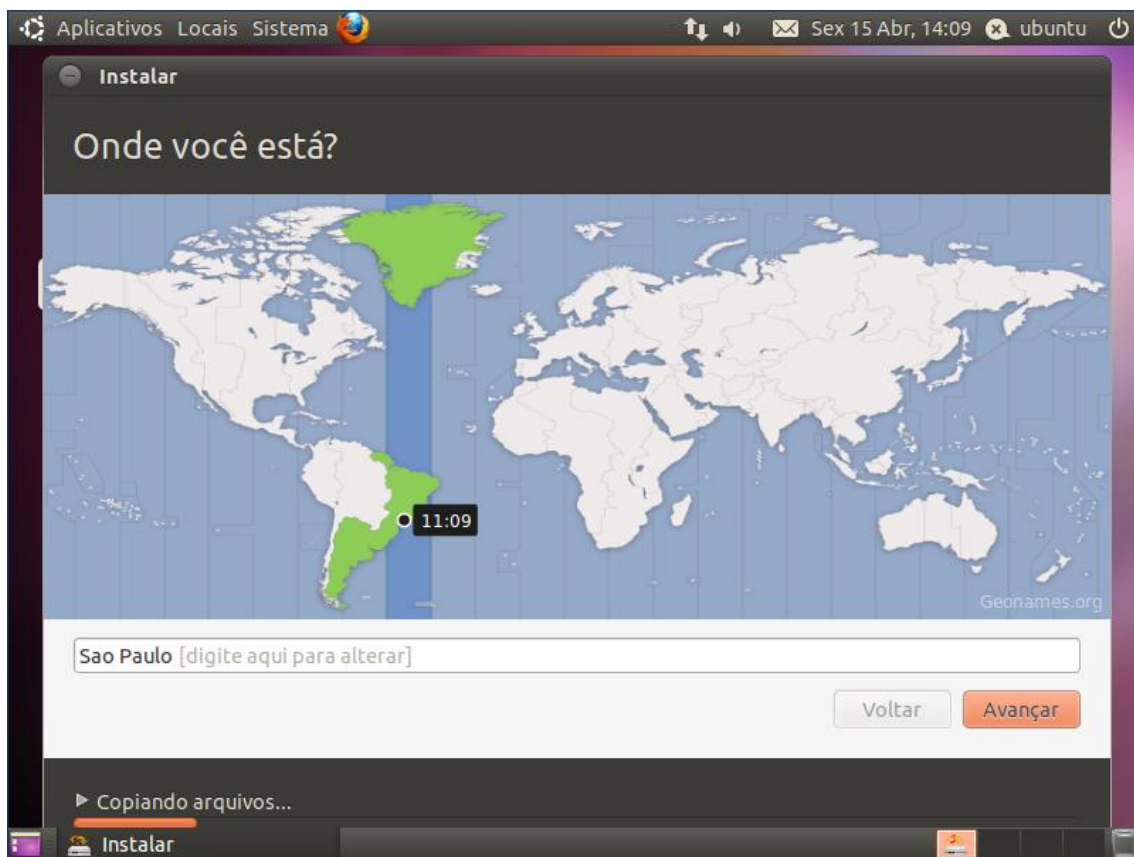 Aplicativos Locais Sistema Sex 15 Abr, 14:09 ubuntu
Instalar
Onde você está?
11:09
Geonames.org
Sao Paulo [digite aqui para alterar]
Voltar Avançar
Copiando arquivos...
Instalar